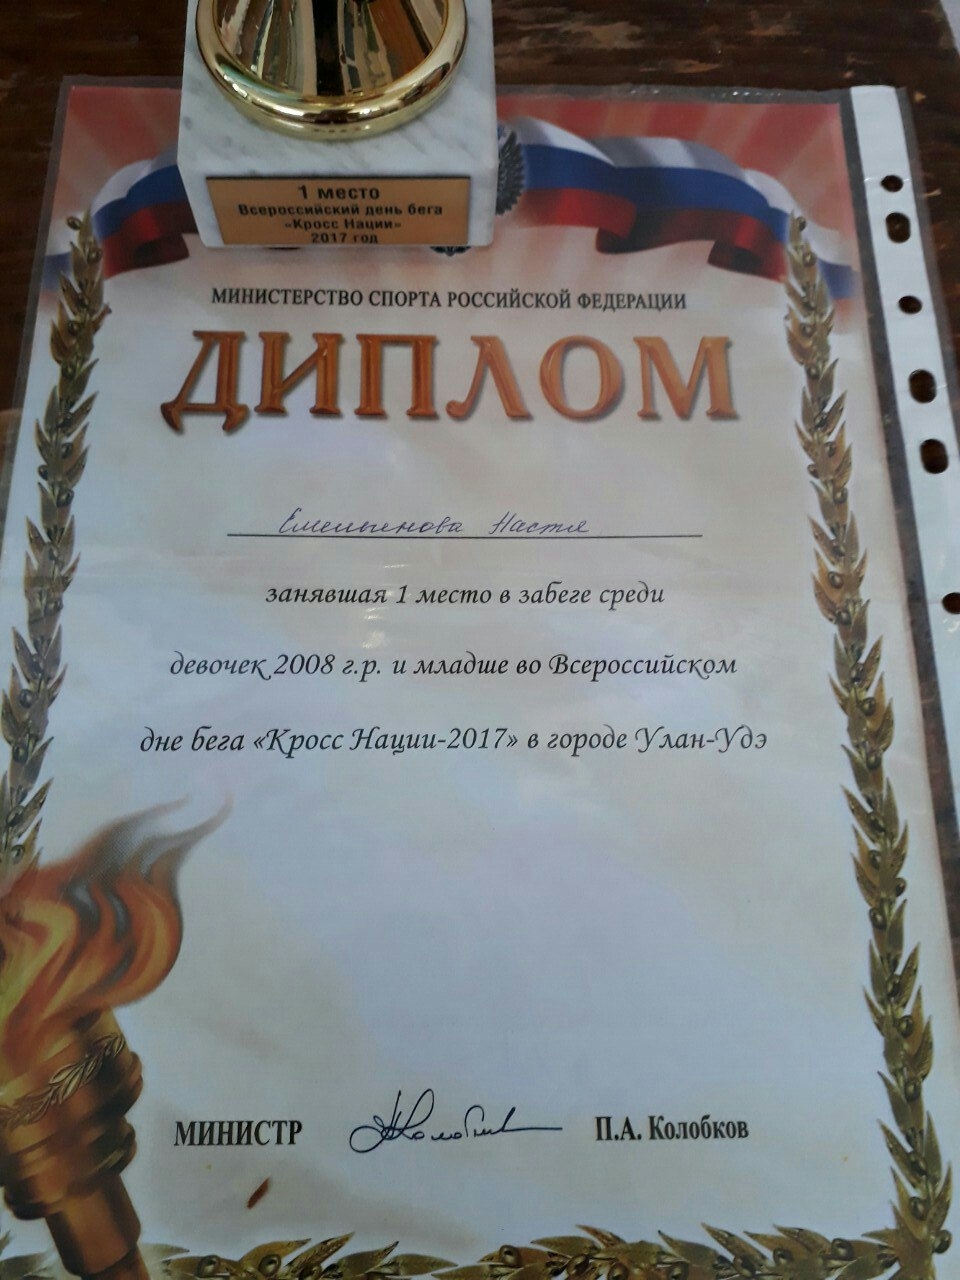 1 место
Всероссийский день бега
«Кросс Нации»
2017 год
МИНИСТЕРСТВО СПОРТА РОССИЙСКОЙ ФЕДЕРАЦИИ
ДИПЛОМ
Емельянова Настя
занявшая 1 место в забеге среди
девочек 2008 г.р. и младше во Всероссийском
дне бега «Кросс Нации-2017» в городе Улан-Удэ
МИНИСТР П.А. Колобков